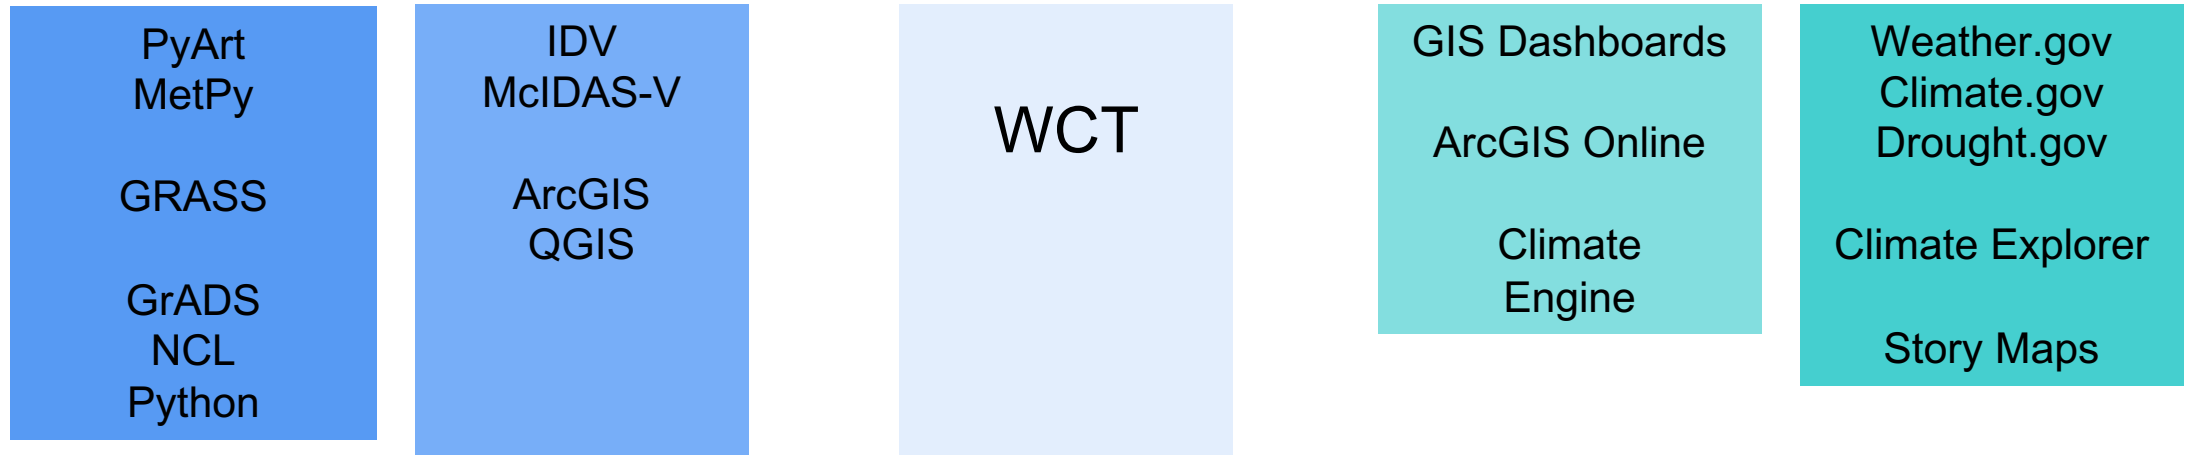 PyArt
MetPy
GRASS
GrADS
NCL
Python
IDV
McIDAS-V
ArcGIS
QGIS
WCT
GIS Dashboards
ArcGIS Online
Climate
Engine
Weather.gov
Climate.gov
Drought.gov
Climate Explorer
Story Maps